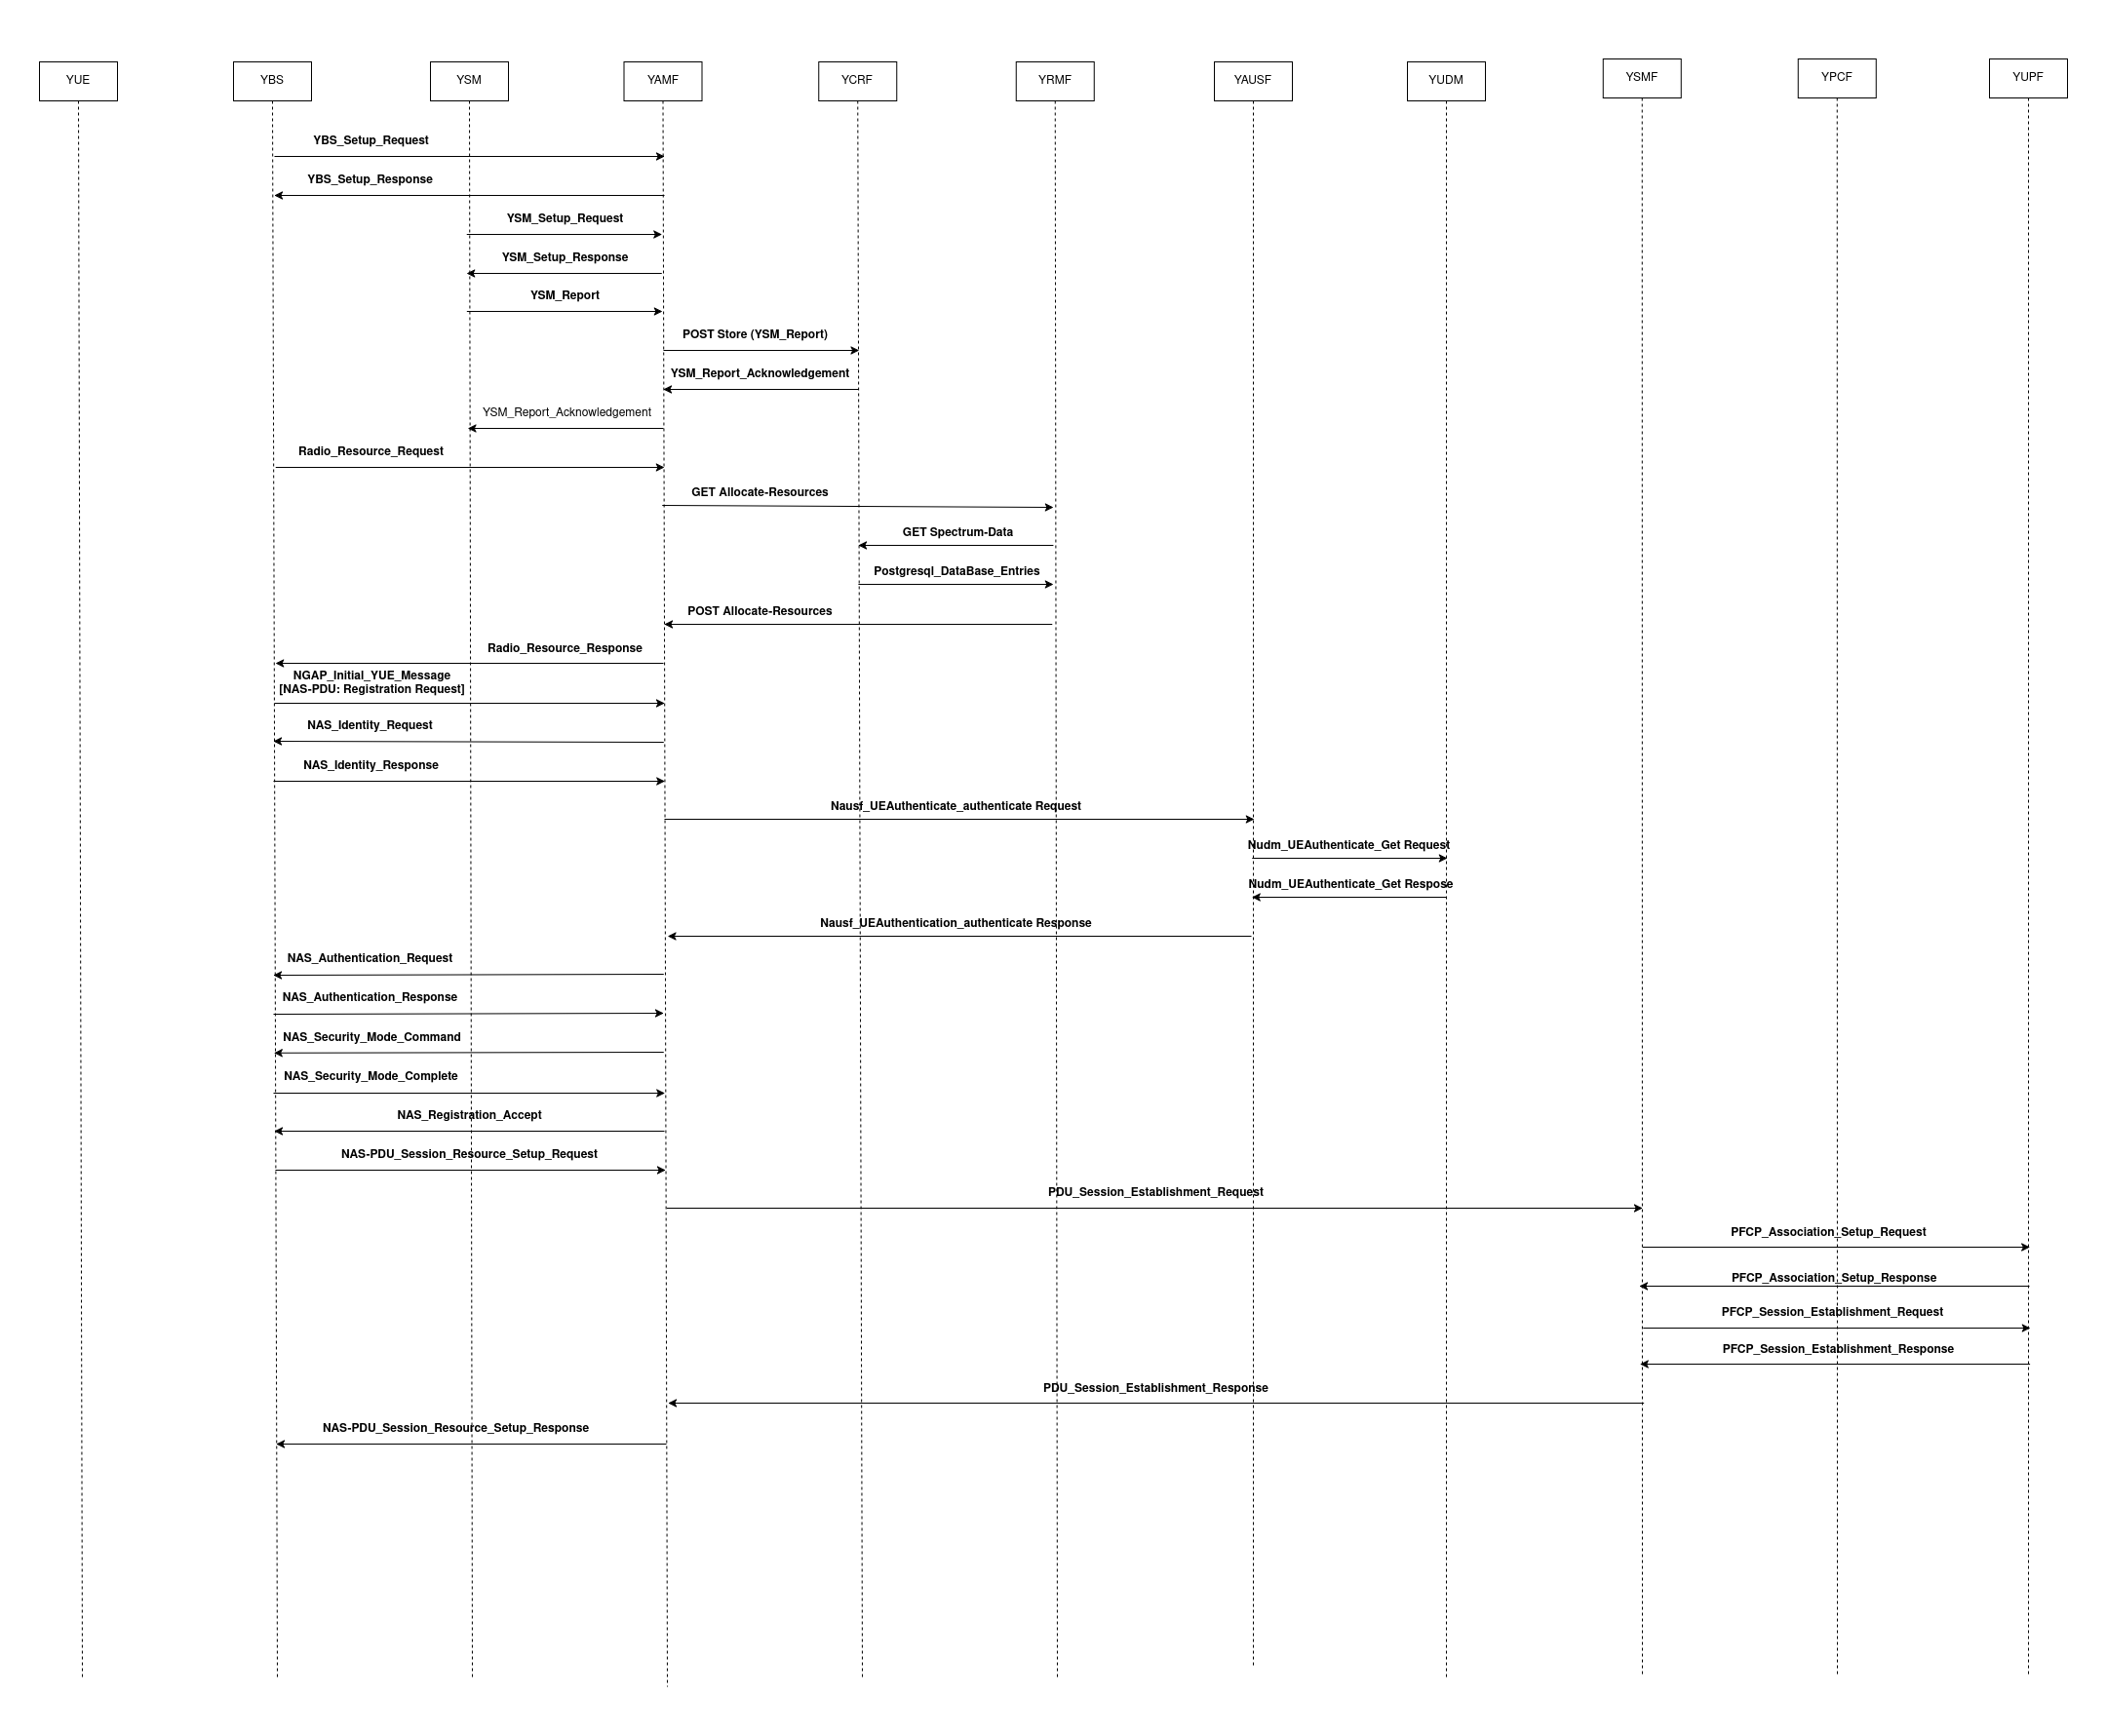 YUE
YBS
YSM
YAMF
YCRF
YRMF
YAUSF
YUDM
YSMF
YPCF
YUPF
YBS_Setup_Request
YBS_Setup_Response
YSM_Setup_Request
YSM_Setup_Response
YSM_Report
POST Store (YSM_Report)
YSM_Report_Acknowledgement
YSM_Report_Acknowledgement
Radio_Resource_Request
GET Allocate-Resources
GET Spectrum-Data
Postgresql_DataBase_Entries
POST Allocate-Resources
Radio_Resource_Response
NGAP_Initial_YUE_Message
[NAS-PDU: Registration Request]
NAS_Identity_Request
NAS_Identity_Response
Nausf_UEAuthenticate_authenticate Request
Nudm_UEAuthenticate_Get Request
Nudm_UEAuthenticate_Get Respose
Nausf_UEAuthentication_authenticate Response
NAS_Authentication_Request
NAS_Authentication_Response
NAS_Security_Mode_Command
NAS_Security_Mode_Complete
NAS_Registration_Accept
NAS-PDU_Session_Resource_Setup_Request
PDU_Session_Establishment_Request
PFCP_Association_Setup_Request
PFCP_Association_Setup_Response
PFCP_Session_Establishment_Request
PFCP_Session_Establishment_Response
PDU_Session_Establishment_Response
NAS-PDU_Session_Resource_Setup_Response